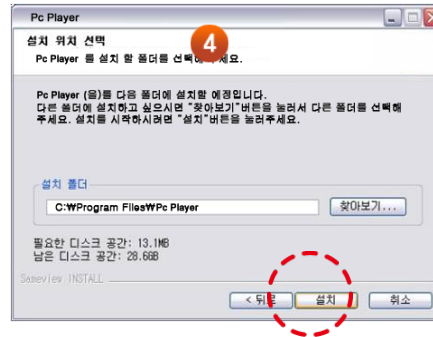 Pc Player
설치 위치 선택
4
Pc Player 를 설치 할 폴더를 선택 세요.
Pc Player (을)를 다음 폴더에 설치할 예정입니다.
다른 폴더에 설치하고 싶으시면 "찾아보기"버튼을 눌러서 다른 폴더를 선택해
주세요. 설치를 시작하시려면 "설치"버튼을 눌러주세요.
설치 폴더
C:₩Program Files₩Pc Player
찾아보기...
필요한 디스크 공간: 13.1MB
남은 디스크 공간: 28.6GB
Sameview INSTALL
< 뒤로 설치 취소